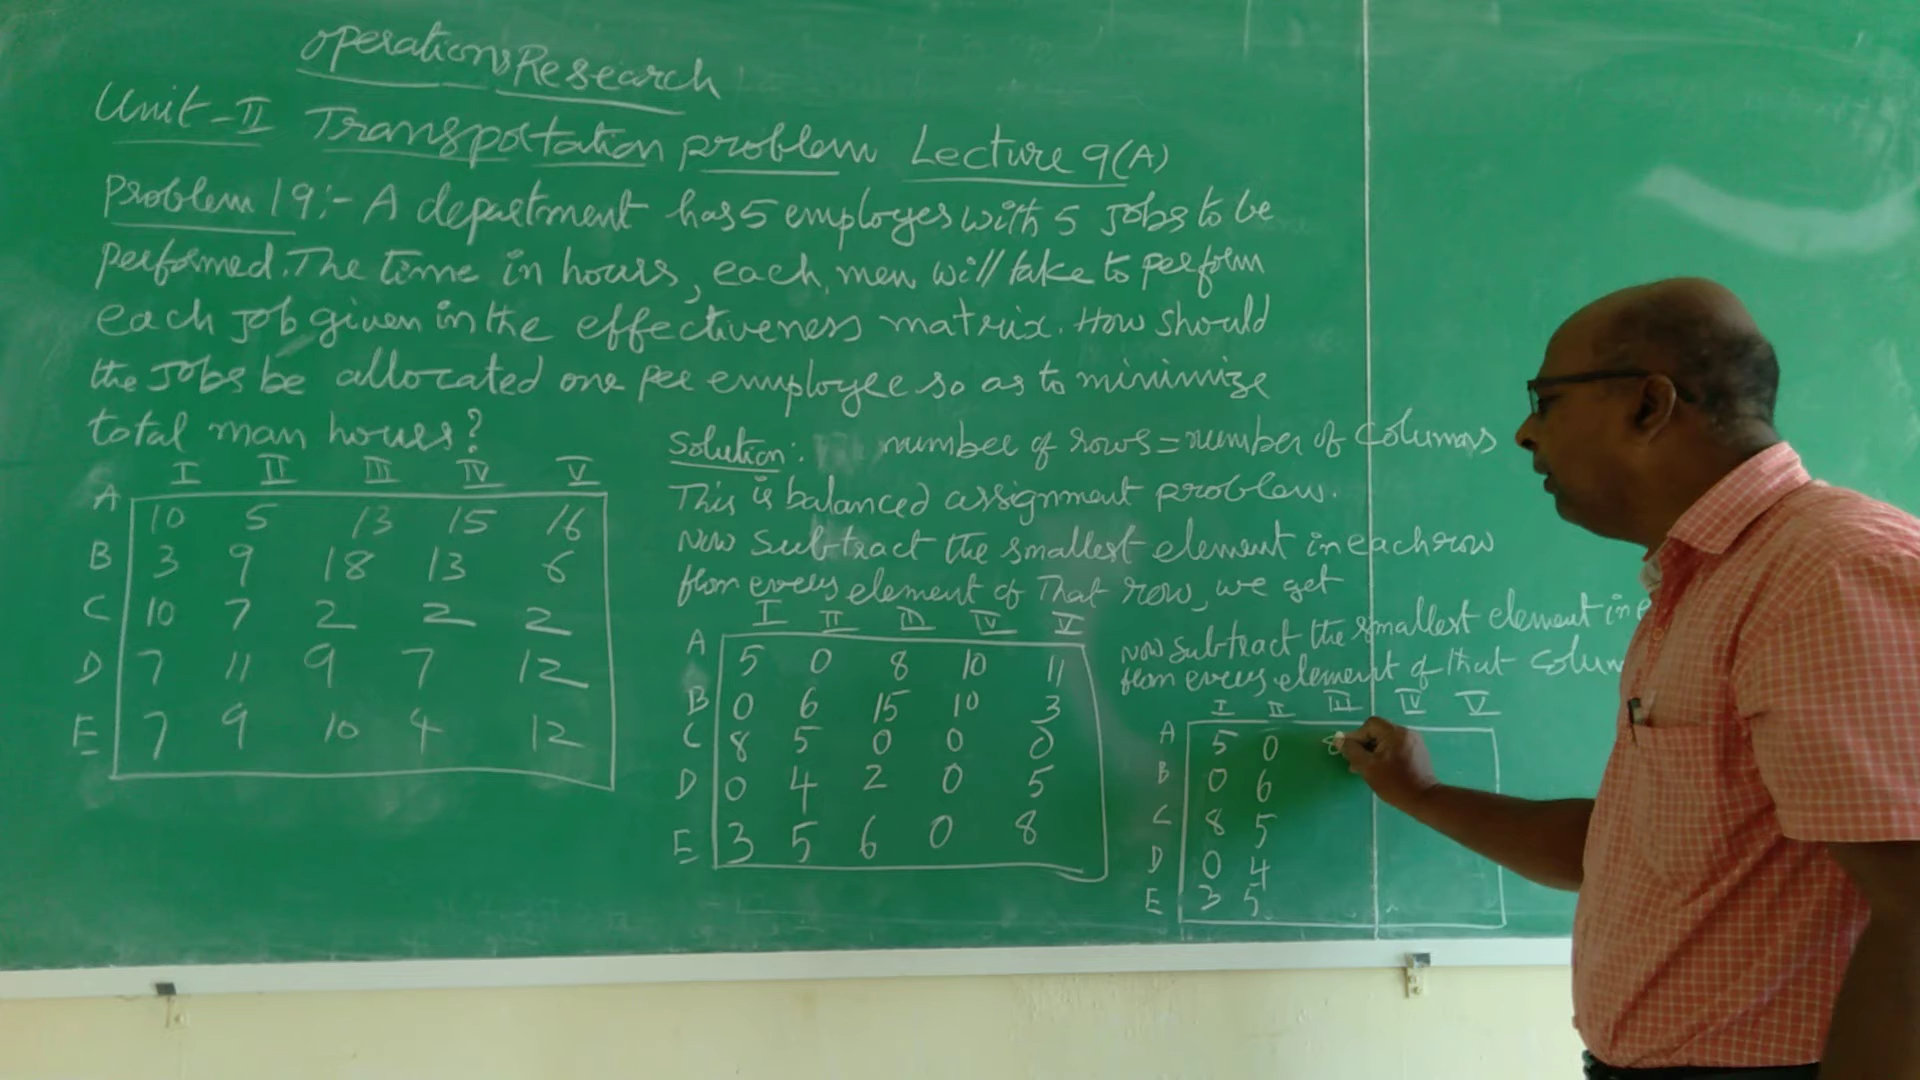 OperationsResearch
Unit-II Transportation problem Lecture 9(A)
Problem 19:- A department has 5 employes with 5 Jobs to be
performed. The time in hours, each men will take to perform
each Job given in the effectiveness matrix. How should
the Jobs be allocated one per employee so as to minimize
total man hours?
I II III IV V
A 10 5 13 15 16
B 3 9 18 13 6
C 10 7 2 2 2
D 7 11 9 7 12
E 7 9 10 4 12
Solution: number of rows = number of columns
This is balanced assignment problem.
Now Subtract the smallest element in each row
from every element of That row, we get
I II III IV V
A 5 0 8 10 11
B 0 6 15 10 3
C 8 5 0 0 0
D 0 4 2 0 5
E 3 5 6 0 8
Now subtract the smallest element in
from every element of that
I II III IV V
A 5 0 8
B 0 6
C 8 5
D 0 4
E 3 5